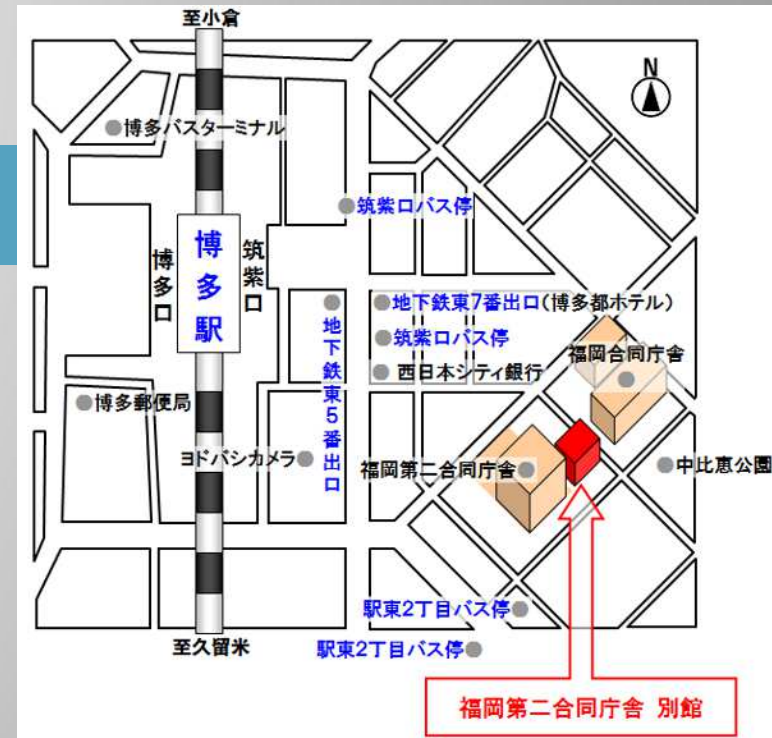 至小倉
N
博多バスターミナル
筑紫口バス停
博多口
博多駅
筑紫口
地下鉄東7番出口(博多都ホテル)
地下鉄東5番出口
筑紫口バス停
福岡合同庁舎
西日本シティ銀行
博多郵便局
ヨドバシカメラ
福岡第二合同庁舎
中比恵公園
駅東2丁目バス停
駅東2丁目バス停
至久留米
福岡第二合同庁舎 別館